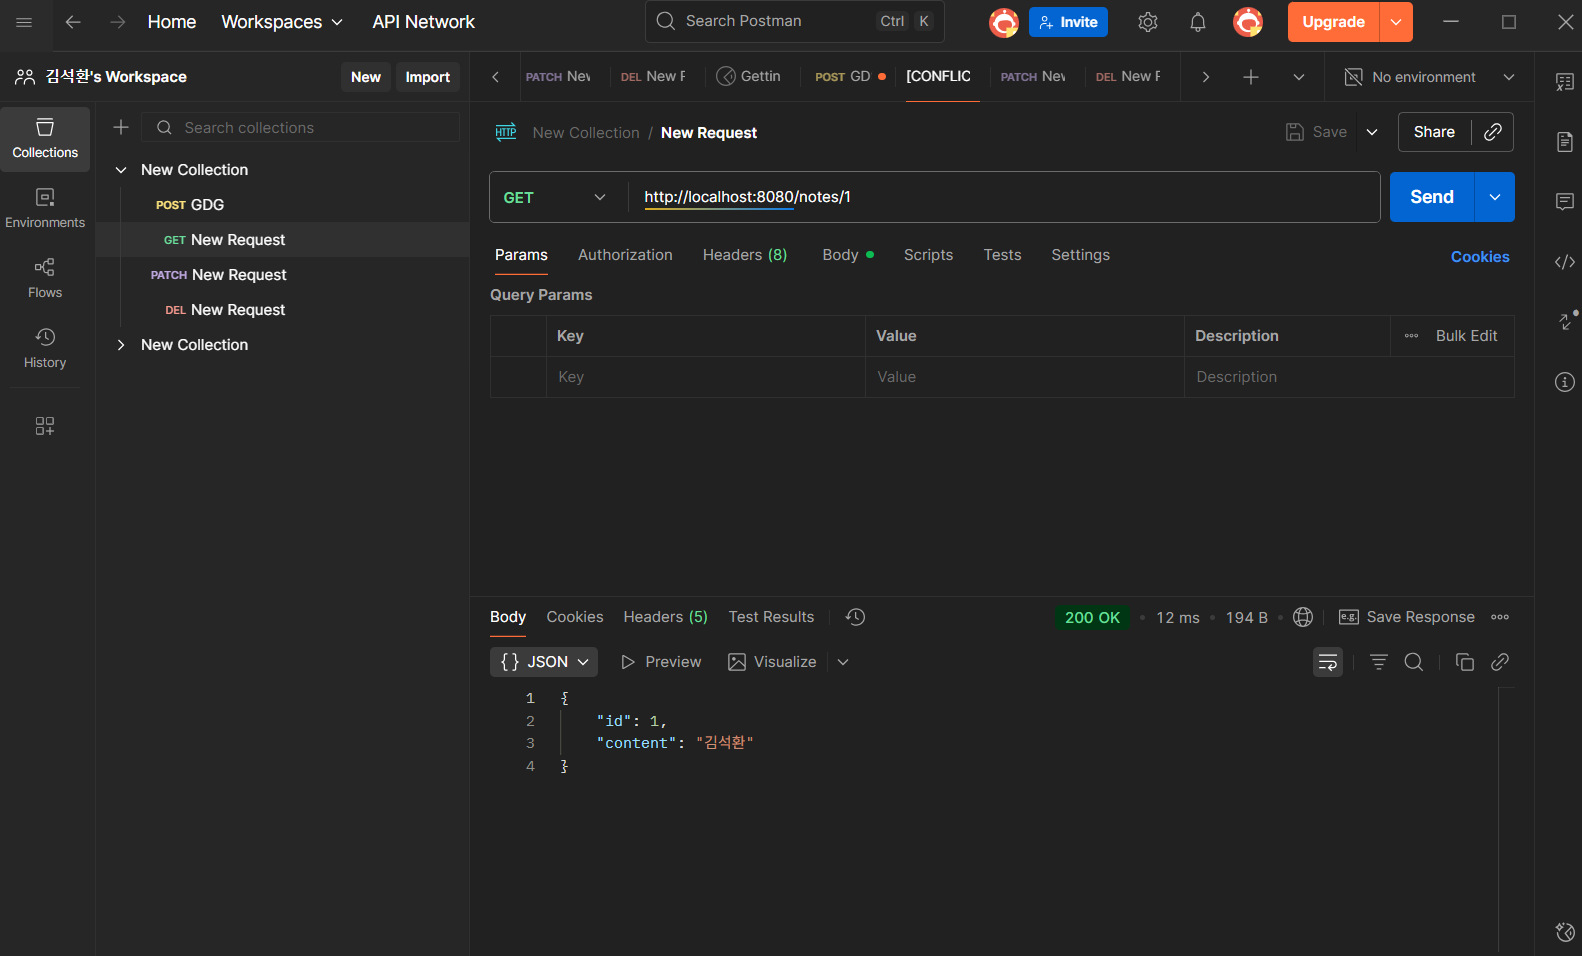 Home Workspaces API Network Search Postman Ctrl K Invite Upgrade
김석환's Workspace New Import
PATCH Nev DEL New F Gettin POST GD [CONFLIC PATCH Nev DEL New F No environment
Collections
Environments
Flows
History
Search collections
New Collection
POST GDG
GET New Request
PATCH New Request
DEL New Request
New Collection
HTTP New Collection / New Request Save Share
GET http://localhost:8080/notes/1 Send
Params Authorization Headers (8) Body Scripts Tests Settings Cookies
Query Params
Key Value Description Bulk Edit
Key Value Description
Body Cookies Headers (5) Test Results 200 OK 12 ms 194 B e.g. Save Response
{} JSON Preview Visualize
1 {
2 "id": 1,
3 "content": "김석환"
4 }